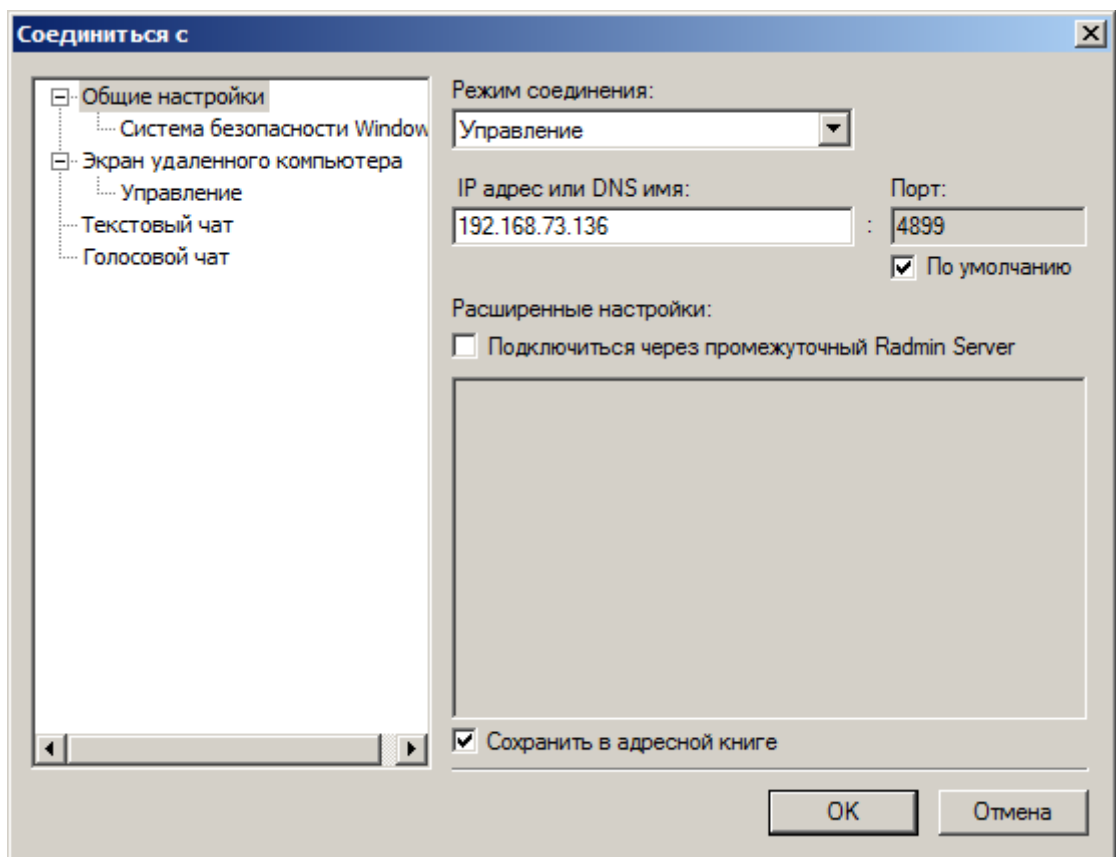 Соединиться с
Общие настройки
Система безопасности Window
Экран удаленного компьютера
Управление
Текстовый чат
Голосовой чат
Режим соединения:
Управление
IP адрес или DNS имя:
Порт:
192.168.73.136 : 4899
По умолчанию
Расширенные настройки:
Подключиться через промежуточный Radmin Server
Сохранить в адресной книге
OK
Отмена